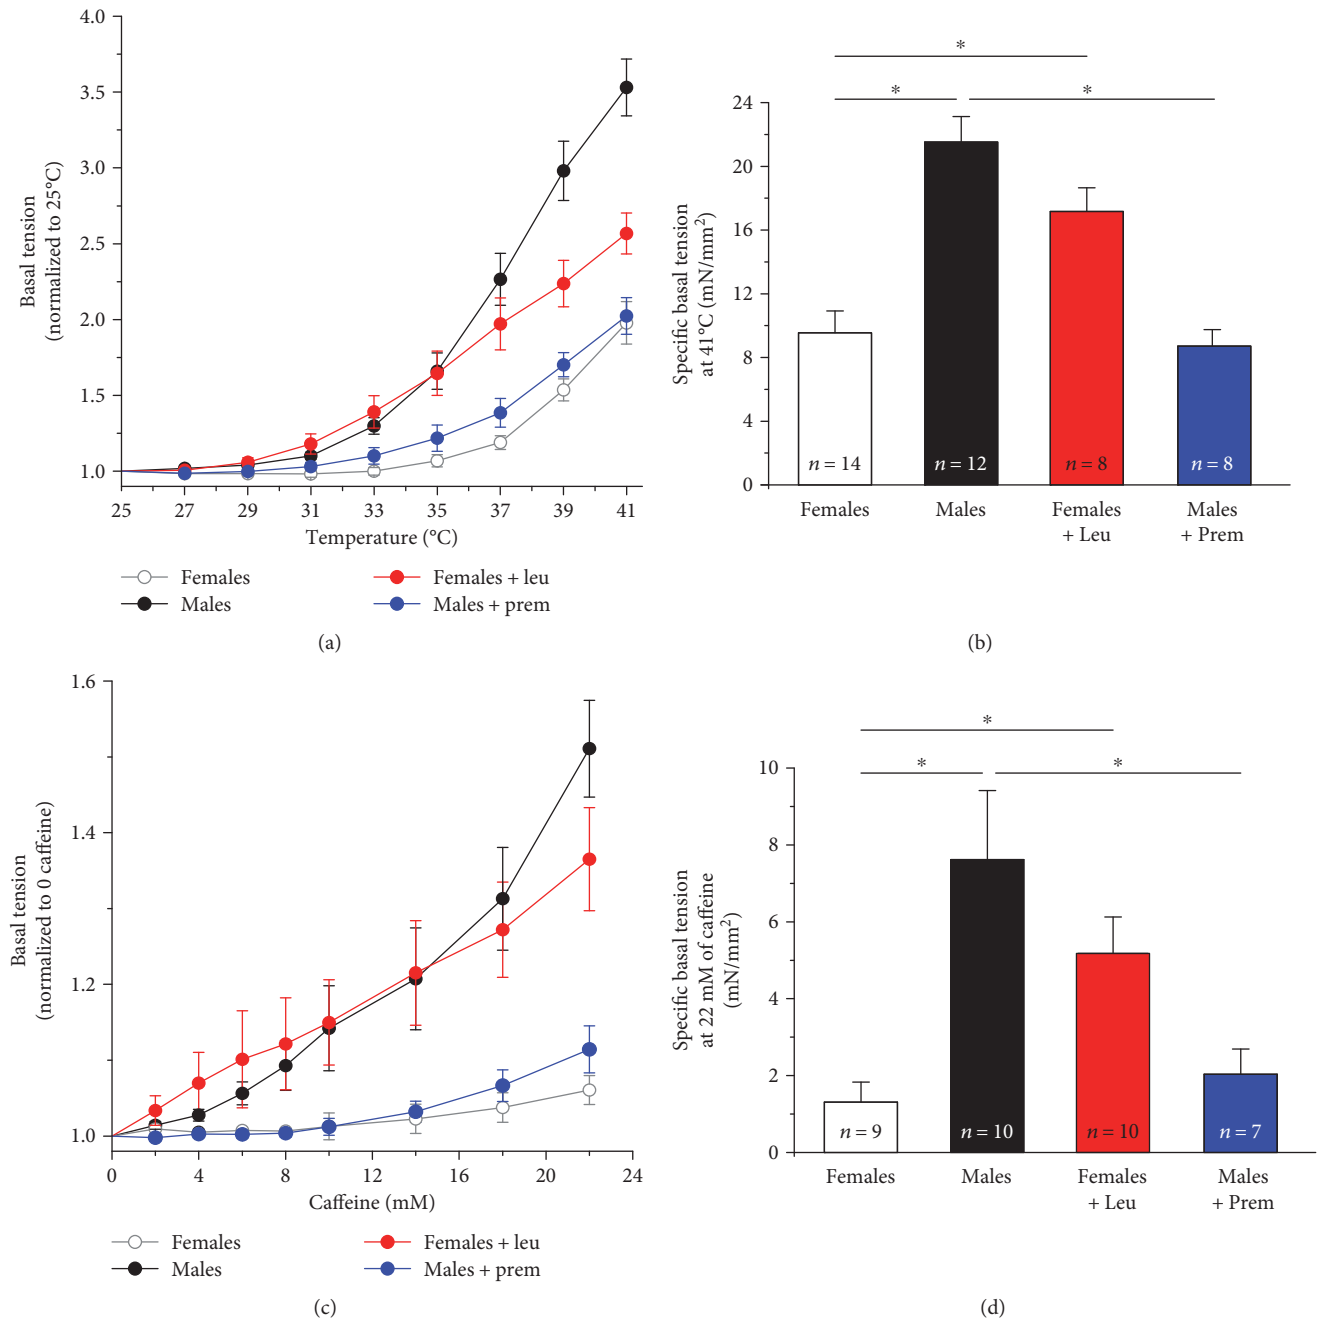 4.0
3.5
3.0
2.5
2.0
1.5
1.0
Basal tension
(normalized to 25°C)
25 27 29 31 33 35 37 39 41
Temperature (°C)
Females
Males
Females + leu
Males + prem
(a)
* 
* *
24
20
16
12
8
4
0
Specific basal tension
at 41°C (mN/mm²)
n = 14 n = 12 n = 8 n = 8
Females Males Females Males
+ Leu + Prem
(b)
1.6
1.4
1.2
1.0
Basal tension
(normalized to 0 caffeine)
0 4 8 12 16 20 24
Caffeine (mM)
Females
Males
Females + leu
Males + prem
(c)
*
* *
10
8
6
4
2
0
Specific basal tension
at 22 mM of caffeine
(mN/mm²)
n = 9 n = 10 n = 10 n = 7
Females Males Females Males
+ Leu + Prem
(d)